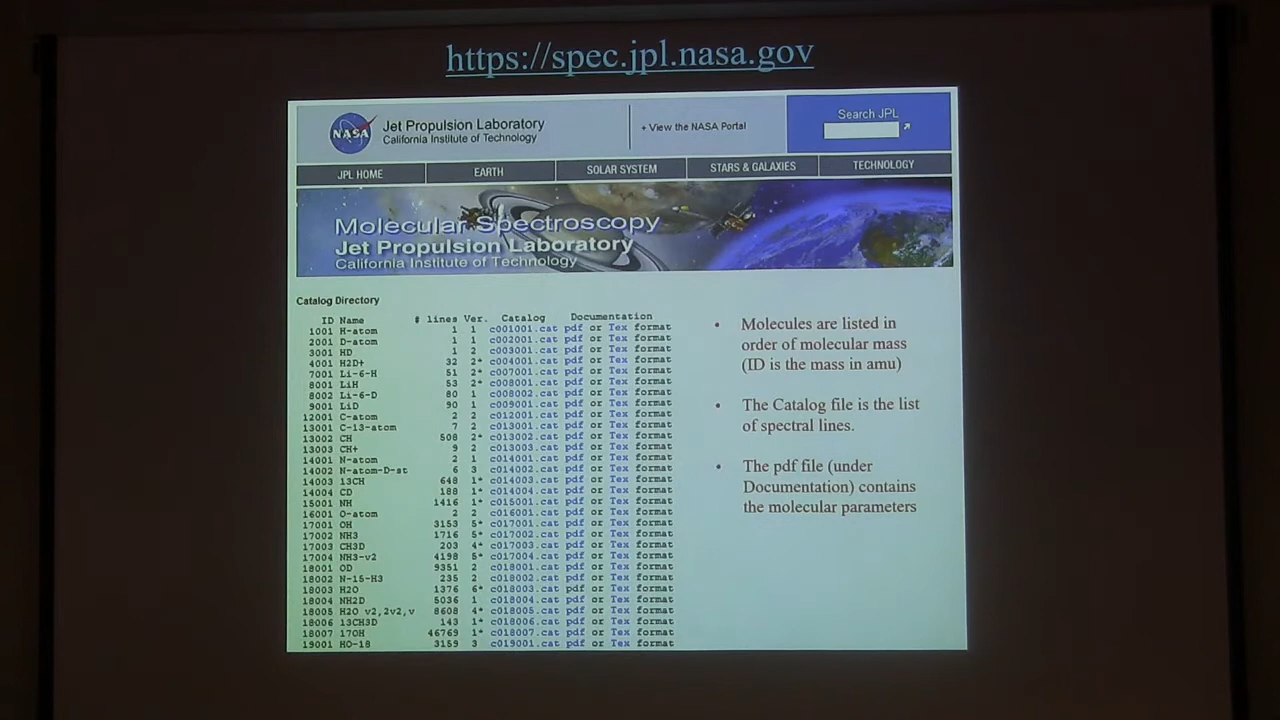 https://spec.jpl.nasa.gov
NASA
Jet Propulsion Laboratory
California Institute of Technology
+ View the NASA Portal
Search JPL
JPL HOME EARTH SOLAR SYSTEM STARS & GALAXIES TECHNOLOGY
Molecular Spectroscopy
Jet Propulsion Laboratory
California Institute of Technology
Catalog Directory
ID Name # lines Ver. Catalog Documentation
1001 H-atom 1 1 c001001.cat pdf or Tex format
2001 D-atom 1 1 c002001.cat pdf or Tex format
3001 HD 1 2 c003001.cat pdf or Tex format
4001 H2D+ 32 2* c004001.cat pdf or Tex format
7001 Li-6-H 51 2* c007001.cat pdf or Tex format
8001 LiH 53 2* c008001.cat pdf or Tex format
8002 Li-6-D 80 1 c008002.cat pdf or Tex format
9001 LiD 90 1 c009001.cat pdf or Tex format
12001 C-atom 2 2 c012001.cat pdf or Tex format
13001 C-13-atom 7 2 c013001.cat pdf or Tex format
13002 CH 508 2* c013002.cat pdf or Tex format
13003 CH+ 9 2 c013003.cat pdf or Tex format
14001 N-atom 2 1 c014001.cat pdf or Tex format
14002 N-atom-D-st 6 3 c014002.cat pdf or Tex format
14003 13CH 648 1* c014003.cat pdf or Tex format
14004 CD 188 1* c014004.cat pdf or Tex format
15001 NH 1416 1* c015001.cat pdf or Tex format
16001 O-atom 2 2 c016001.cat pdf or Tex format
17001 OH 3153 5* c017001.cat pdf or Tex format
17002 NH3 1716 5* c017002.cat pdf or Tex format
17003 CH3D 203 4* c017003.cat pdf or Tex format
17004 NH3-v2 4198 5* c017004.cat pdf or Tex format
18001 OD 9351 2 c018001.cat pdf or Tex format
18002 N-15-H3 235 2 c018002.cat pdf or Tex format
18003 H2O 1376 6* c018003.cat pdf or Tex format
18004 NH2D 5036 1 c018004.cat pdf or Tex format
18005 H2O v2,2v2,v 8608 4* c018005.cat pdf or Tex format
18006 13CH3D 143 1* c018006.cat pdf or Tex format
18007 17OH 46769 1* c018007.cat pdf or Tex format
19001 HO-18 3159 3 c019001.cat pdf or Tex format
• Molecules are listed in
order of molecular mass
(ID is the mass in amu)
• The Catalog file is the list
of spectral lines.
• The pdf file (under
Documentation) contains
the molecular parameters